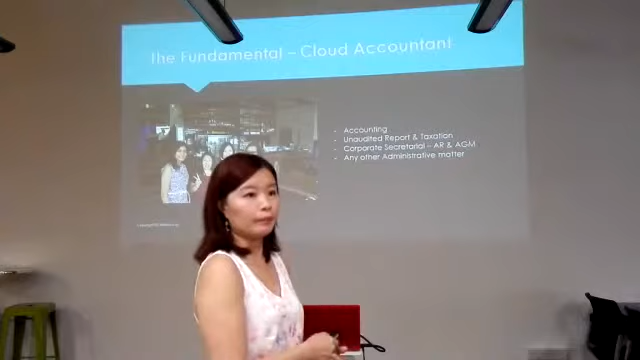 The Fundamental – Cloud Accountant
- Accounting
- Unaudited Report & Taxation
- Corporate Secretarial – AR & AGM
- Any other Administrative matter